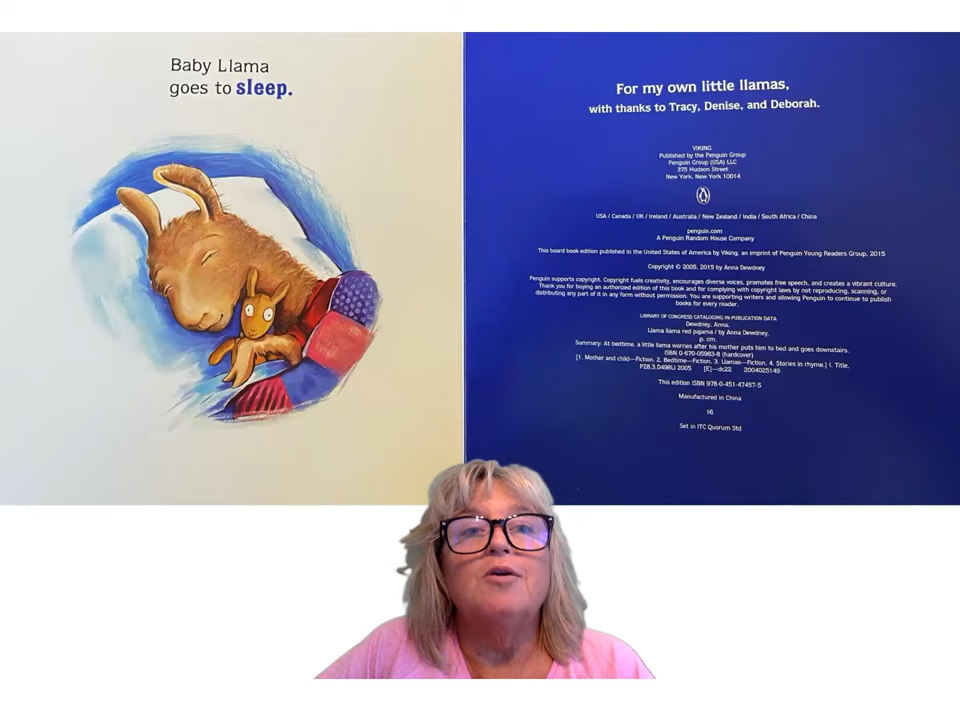 Baby Llama
goes to sleep.
For my own little llamas,
with thanks to Tracy, Denise, and Deborah.
VIKING
Published by the Penguin Group
Penguin Group (USA) LLC
375 Hudson Street
New York, New York 10014
USA / Canada / UK / Ireland / Australia / New Zealand / India / South Africa / China
penguin.com
A Penguin Random House Company
This board book edition published in the United States of America by Viking, an imprint of Penguin Young Readers Group, 2015
Copyright © 2005, 2015 by Anna Dewdney
Penguin supports copyright. Copyright fuels creativity, encourages diverse voices, promotes free speech, and creates a vibrant culture.
Thank you for buying an authorized edition of this book and for complying with copyright laws by not reproducing, scanning, or
distributing any part of it in any form without permission. You are supporting writers and allowing Penguin to continue to publish
books for every reader.
LIBRARY OF CONGRESS CATALOGING-IN-PUBLICATION DATA
Dewdney, Anna.
Llama llama red pajama / by Anna Dewdney.
p. cm.
Summary: At bedtime, a little llama worries after his mother puts him to bed and goes downstairs.
ISBN 0-670-05983-8 (hardcover)
[1. Mother and child—Fiction. 2. Bedtime—Fiction. 3. Llamas—Fiction. 4. Stories in rhyme.] I. Title.
PZ8.3.D498Ll 2005 [E]—dc22 2004025149
This edition ISBN 978-0-451-47457-5
Manufactured in China
16
Set in ITC Quorum Std